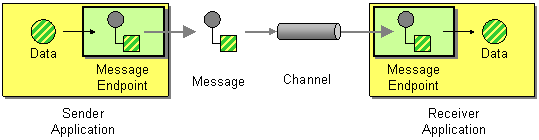 Data
Message
Endpoint
Message
Channel
Message
Endpoint
Data
Sender
Application
Receiver
Application